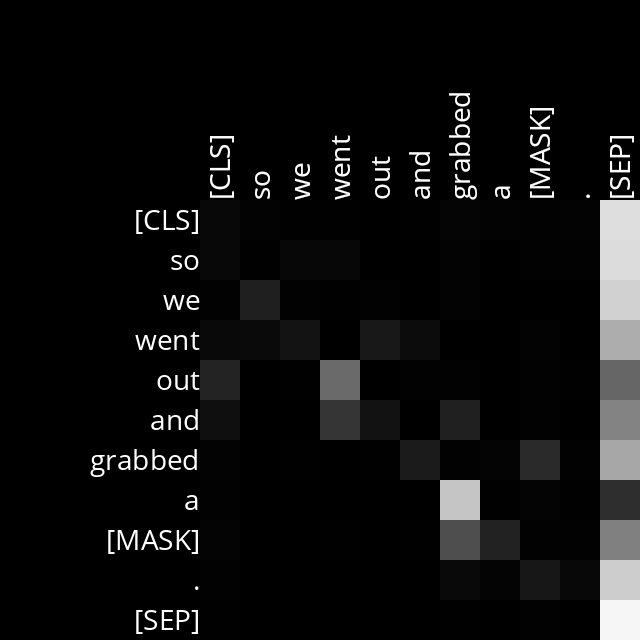 [CLS] so we went out and grabbed a [MASK] . [SEP]
[CLS]
so
we
went
out
and
grabbed
a
[MASK]
.
[SEP]